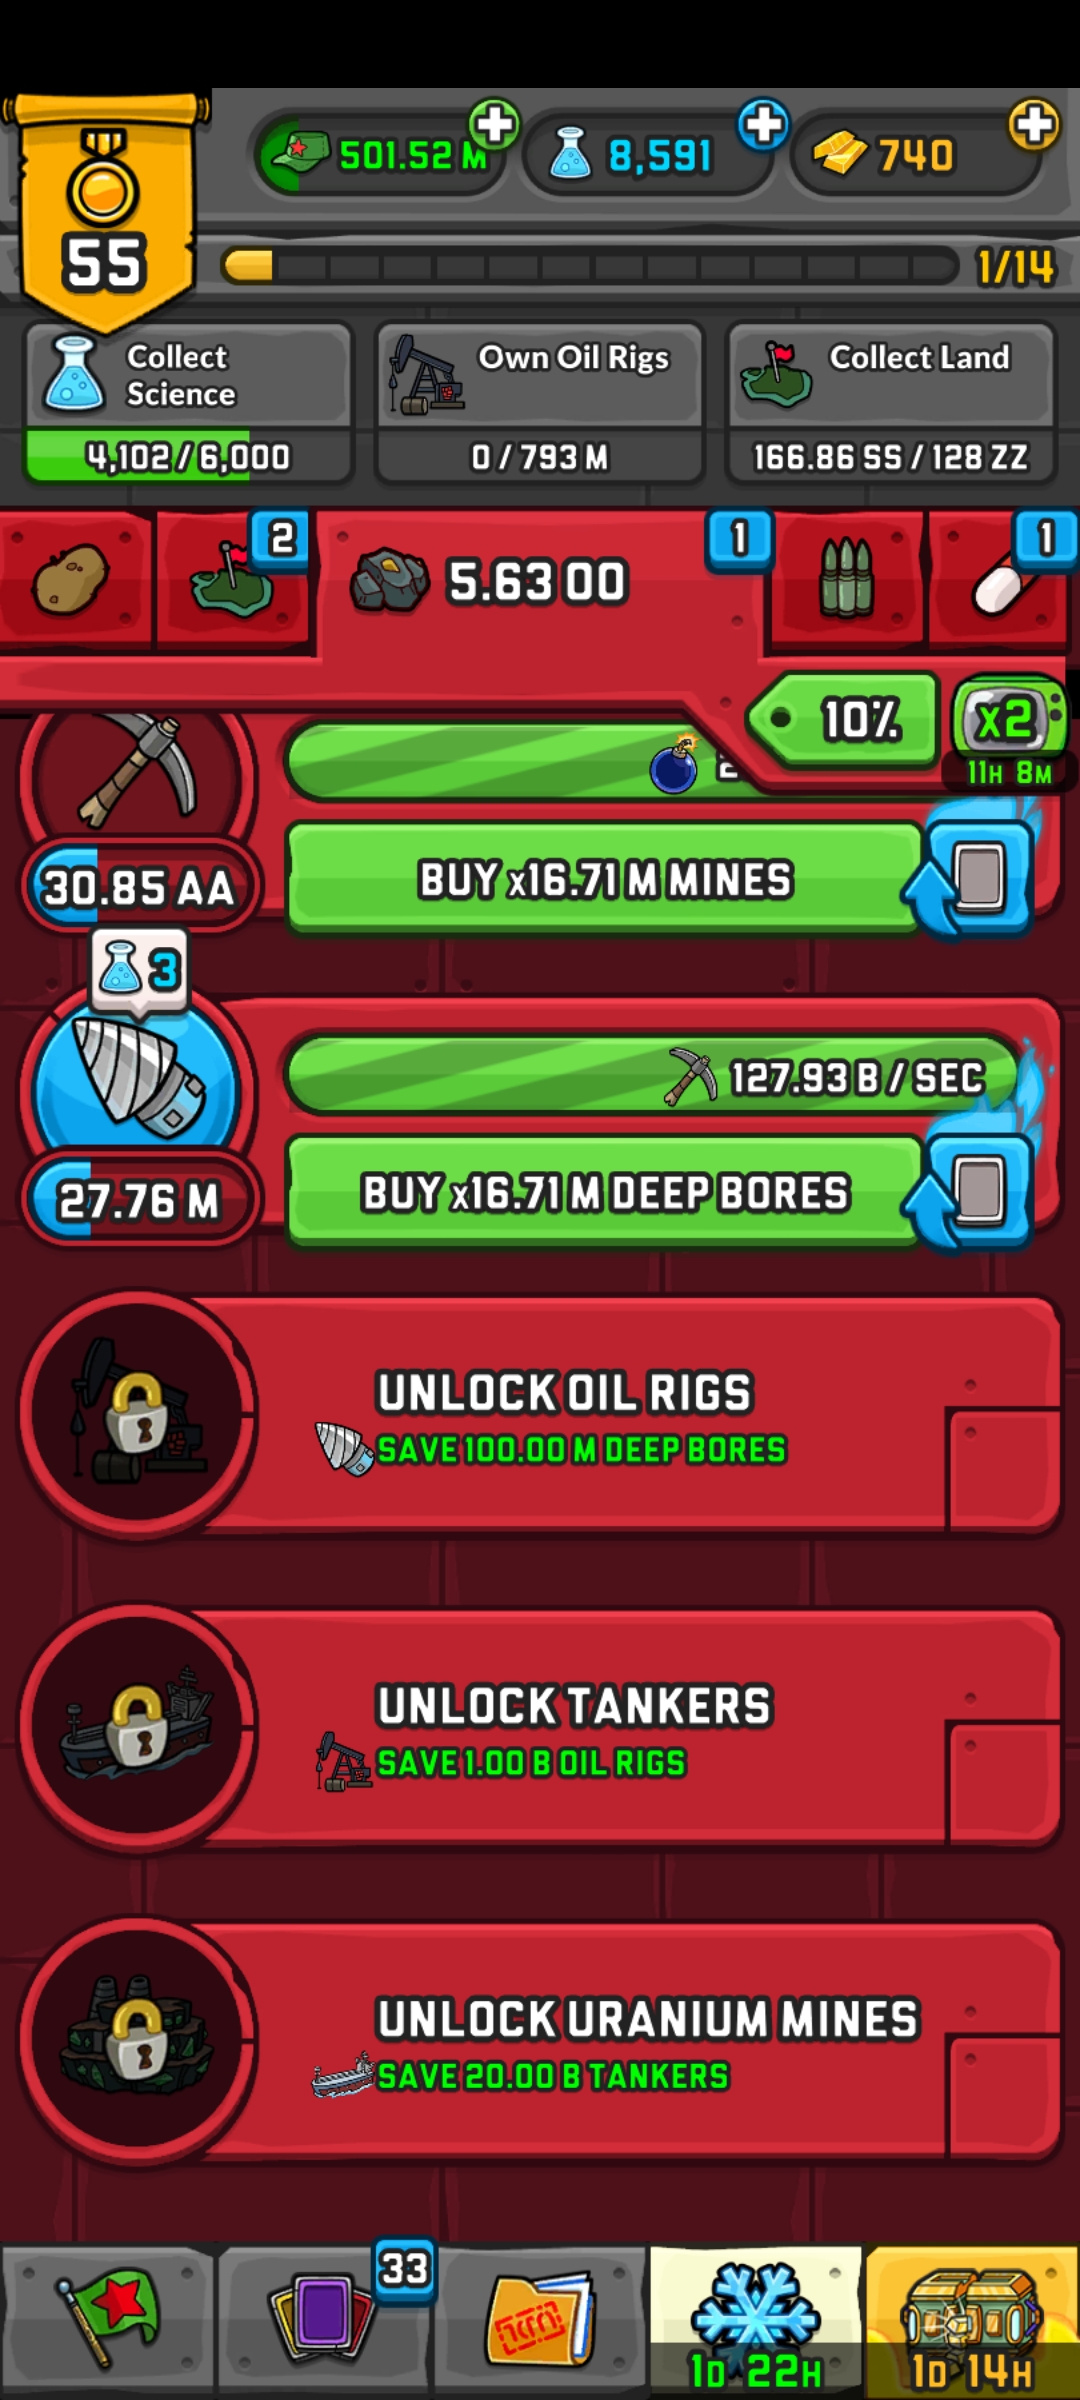 501.52 M
8,591
740
55
1/14
Collect
Science
4,102/6,000
Own Oil Rigs
0/793 M
Collect Land
166.86 SS/128 ZZ
2
5.63 OO
1
1
10%
x2
11H 8M
30.85 AA
BUY x16.71 M MINES
3
127.93 B/SEC
27.76 M
BUY x16.71 M DEEP BORES
UNLOCK OIL RIGS
SAVE 100.00 M DEEP BORES
UNLOCK TANKERS
SAVE 1.00 B OIL RIGS
UNLOCK URANIUM MINES
SAVE 20.00 B TANKERS
33
1D 22H
1D 14H